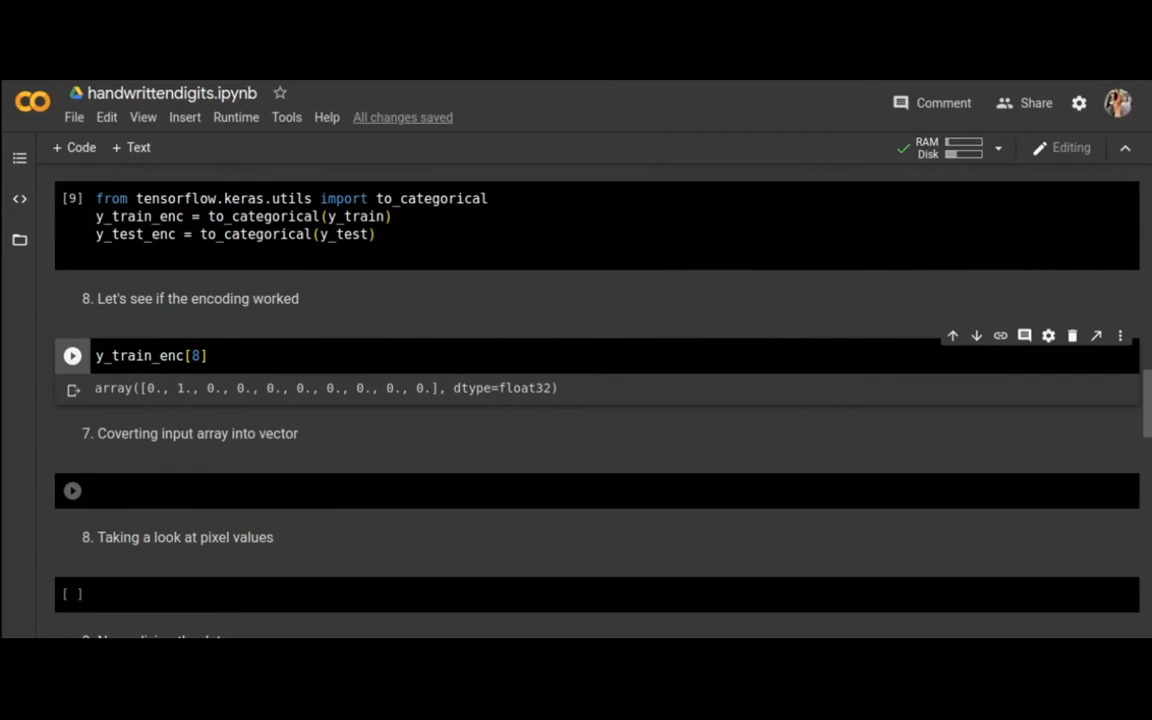 handwrittendigits.ipynb
File Edit View Insert Runtime Tools Help All changes saved
Comment Share
+ Code + Text
RAM
Disk
Editing
[9] from tensorflow.keras.utils import to_categorical
y_train_enc = to_categorical(y_train)
y_test_enc = to_categorical(y_test)
8. Let's see if the encoding worked
y_train_enc[8]
array([0., 1., 0., 0., 0., 0., 0., 0., 0., 0.], dtype=float32)
7. Coverting input array into vector
8. Taking a look at pixel values
[ ]